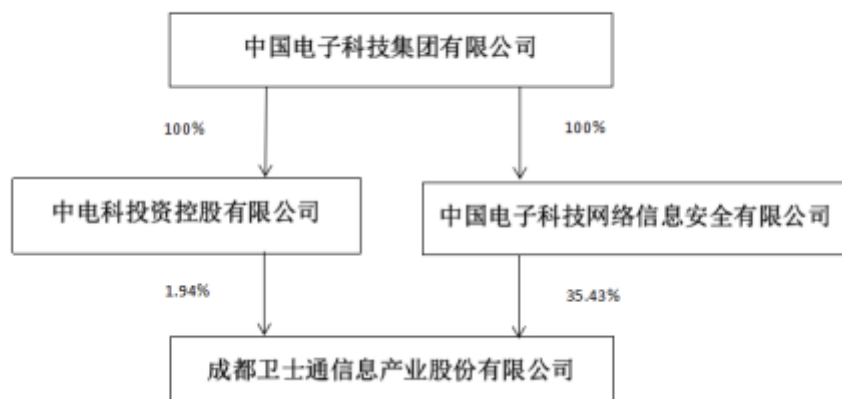 中国电子科技集团有限公司
100%
100%
中电科投资控股有限公司
中国电子科技网络信息安全有限公司
1.94%
35.43%
成都卫士通信息产业股份有限公司